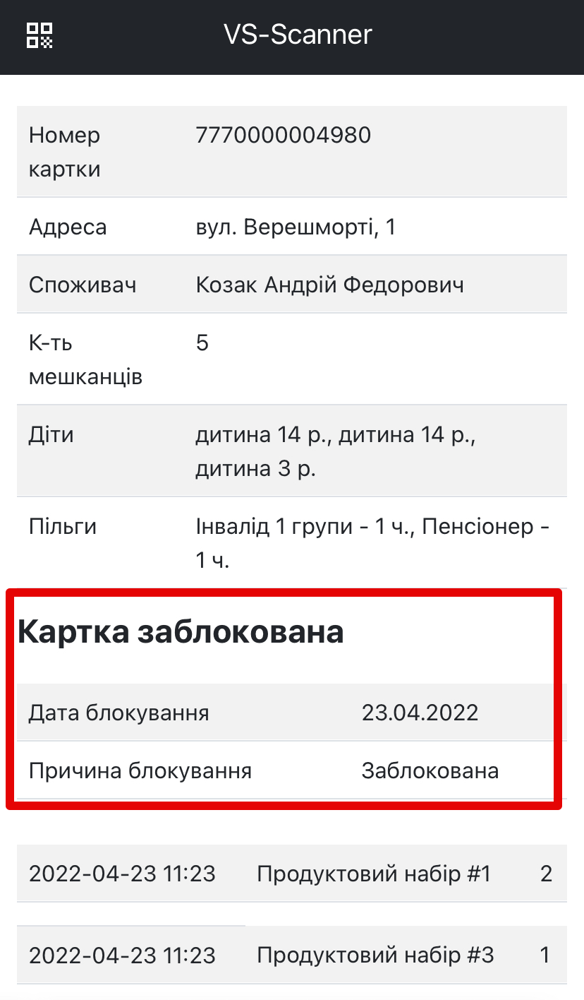 VS-Scanner
Номер 7770000004980
картки
Адреса вул. Верешморті, 1
Споживач Козак Андрій Федорович
К-ть 5
мешканців
Діти дитина 14 р., дитина 14 р.,
дитина 3 р.
Пільги Інвалід 1 групи - 1 ч., Пенсіонер -
1 ч.
Картка заблокована
Дата блокування 23.04.2022
Причина блокування Заблокована
2022-04-23 11:23 Продуктовий набір #1 2
2022-04-23 11:23 Продуктовий набір #3 1